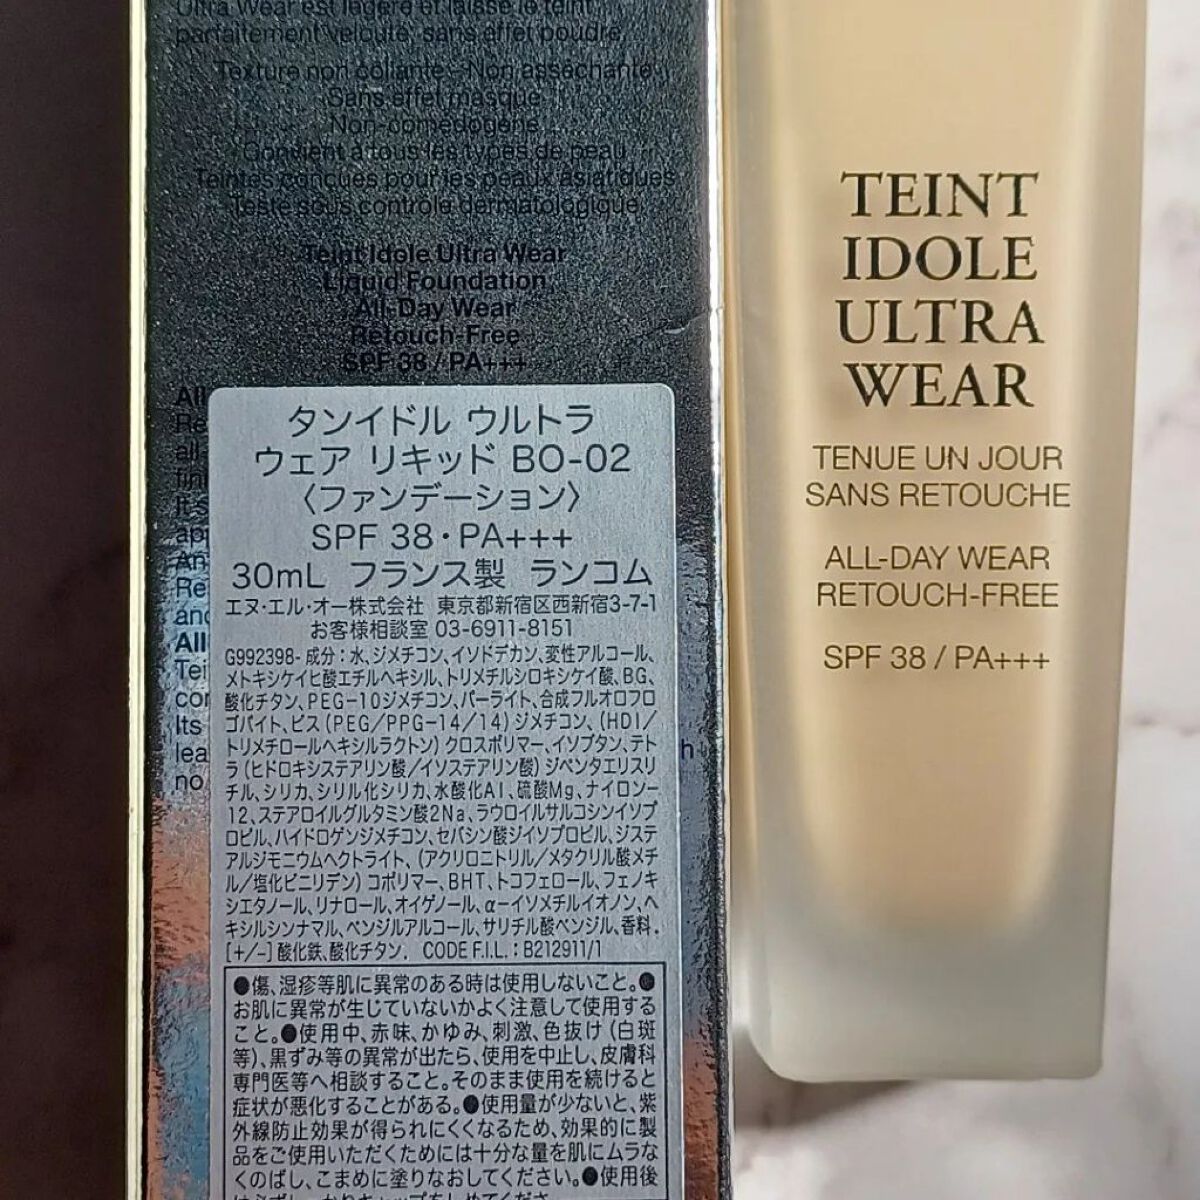 Ultra Wear est légère et laisse le teint
parfaitement velouté, sans effet poudre.
Texture non collante - Non asséchante
Sans effet masque
Non-comédogène
Convient à tous les types de peau
Teintes conçues pour les peaux asiatiques
Testé sous contrôle dermatologique
Teint Idole Ultra Wear
Liquid Foundation
All-Day Wear
Retouch-Free
SPF 38 / PA+++
タンイドル ウルトラ
ウェア リキッド BO-02
〈ファンデーション〉
SPF 38・PA+++
30mL フランス製 ランコム
エヌ・エル・オー株式会社 東京都新宿区西新宿3-7-1
お客様相談室 03-6911-8151
G992398- 成分：水、ジメチコン、イソドデカン、変性アルコール、
メトキシケイヒ酸エチルヘキシル、トリメチルシロキシケイ酸、BG、
酸化チタン、PEG-10ジメチコン、パーライト、合成フルオロフロ
ゴパイト、ビス(PEG/PPG-14/14)ジメチコン、(HDI/
トリメチロールヘキシルラクトン)クロスポリマー、イソブタン、テト
ラ(ヒドロキシステアリン酸/イソステアリン酸)ジペンタエリスリ
チル、シリカ、シリル化シリカ、水酸化Al、硫酸Mg、ナイロン-
12、ステアロイルグルタミン酸2Na、ラウロイルサルコシンイソプ
ロピル、ハイドロゲンジメチコン、セバシン酸ジイソプロピル、ジステ
アルジモニウムヘクトライト、(アクリロニトリル/メタクリル酸メチ
ル/塩化ビニリデン)コポリマー、BHT、トコフェロール、フェノキ
シエタノール、リナロール、オイゲノール、α-イソメチルイオノン、ヘ
キシルシンナマル、ベンジルアルコール、サリチル酸ベンジル、香料.
[+/-]酸化鉄、酸化チタン. CODE F.I.L.：B212911/1
●傷、湿疹等肌に異常のある時は使用しないこと。●
お肌に異常が生じていないかよく注意して使用する
こと。●使用中、赤味、かゆみ、刺激、色抜け(白斑
等)、黒ずみ等の異常が出たら、使用を中止し、皮膚科
専門医等へ相談すること。そのまま使用を続けると
症状が悪化することがある。●使用量が少ないと、紫
外線防止効果が得られにくくなるため、効果的に製
品をご使用いただくためには十分な量を肌にムラな
くのばし、こまめに塗りなおしてください。●使用後
は必ずしっかりキャップをしめてください。
TEINT
IDOLE
ULTRA
WEAR
TENUE UN JOUR
SANS RETOUCHE
ALL-DAY WEAR
RETOUCH-FREE
SPF 38 / PA+++